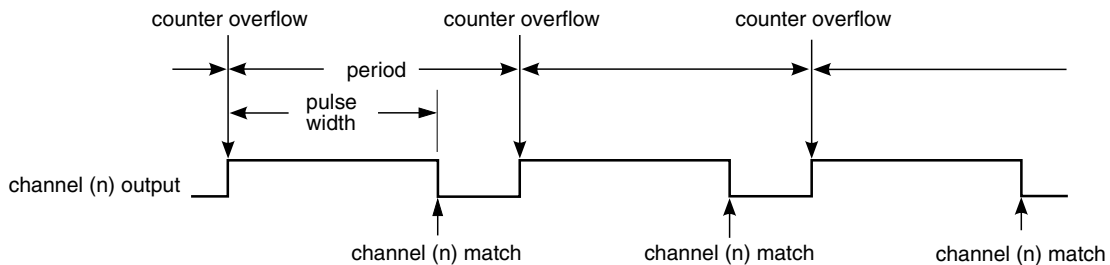 counter overflow
counter overflow
counter overflow
period
pulse
width
channel (n) output
channel (n) match
channel (n) match
channel (n) match